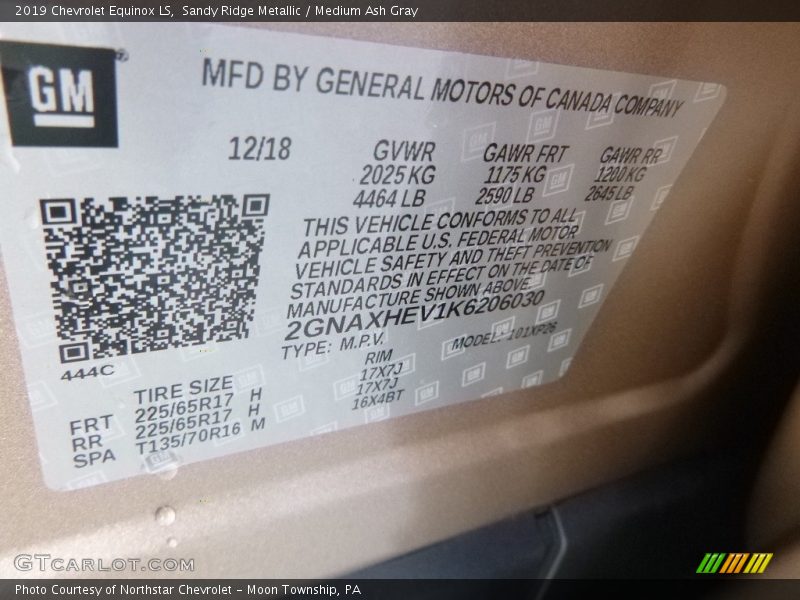 2019 Chevrolet Equinox LS, Sandy Ridge Metallic / Medium Ash Gray
GM
MFD BY GENERAL MOTORS OF CANADA COMPANY
12/18 GVWR GAWR FRT GAWR RR
2025 KG 1175 KG 1200 KG
4464 LB 2590 LB 2645 LB
THIS VEHICLE CONFORMS TO ALL
APPLICABLE U.S. FEDERAL MOTOR
VEHICLE SAFETY AND THEFT PREVENTION
STANDARDS IN EFFECT ON THE DATE OF
MANUFACTURE SHOWN ABOVE.
2GNAXHEV1K6206030
TYPE: M.P.V. MODEL: 101XP26
444C
TIRE SIZE RIM
FRT 225/65R17 H 17X7J
RR 225/65R17 H 17X7J
SPA T135/70R16 M 16X4BT
GTCARLOT.COM
Photo Courtesy of Northstar Chevrolet - Moon Township, PA